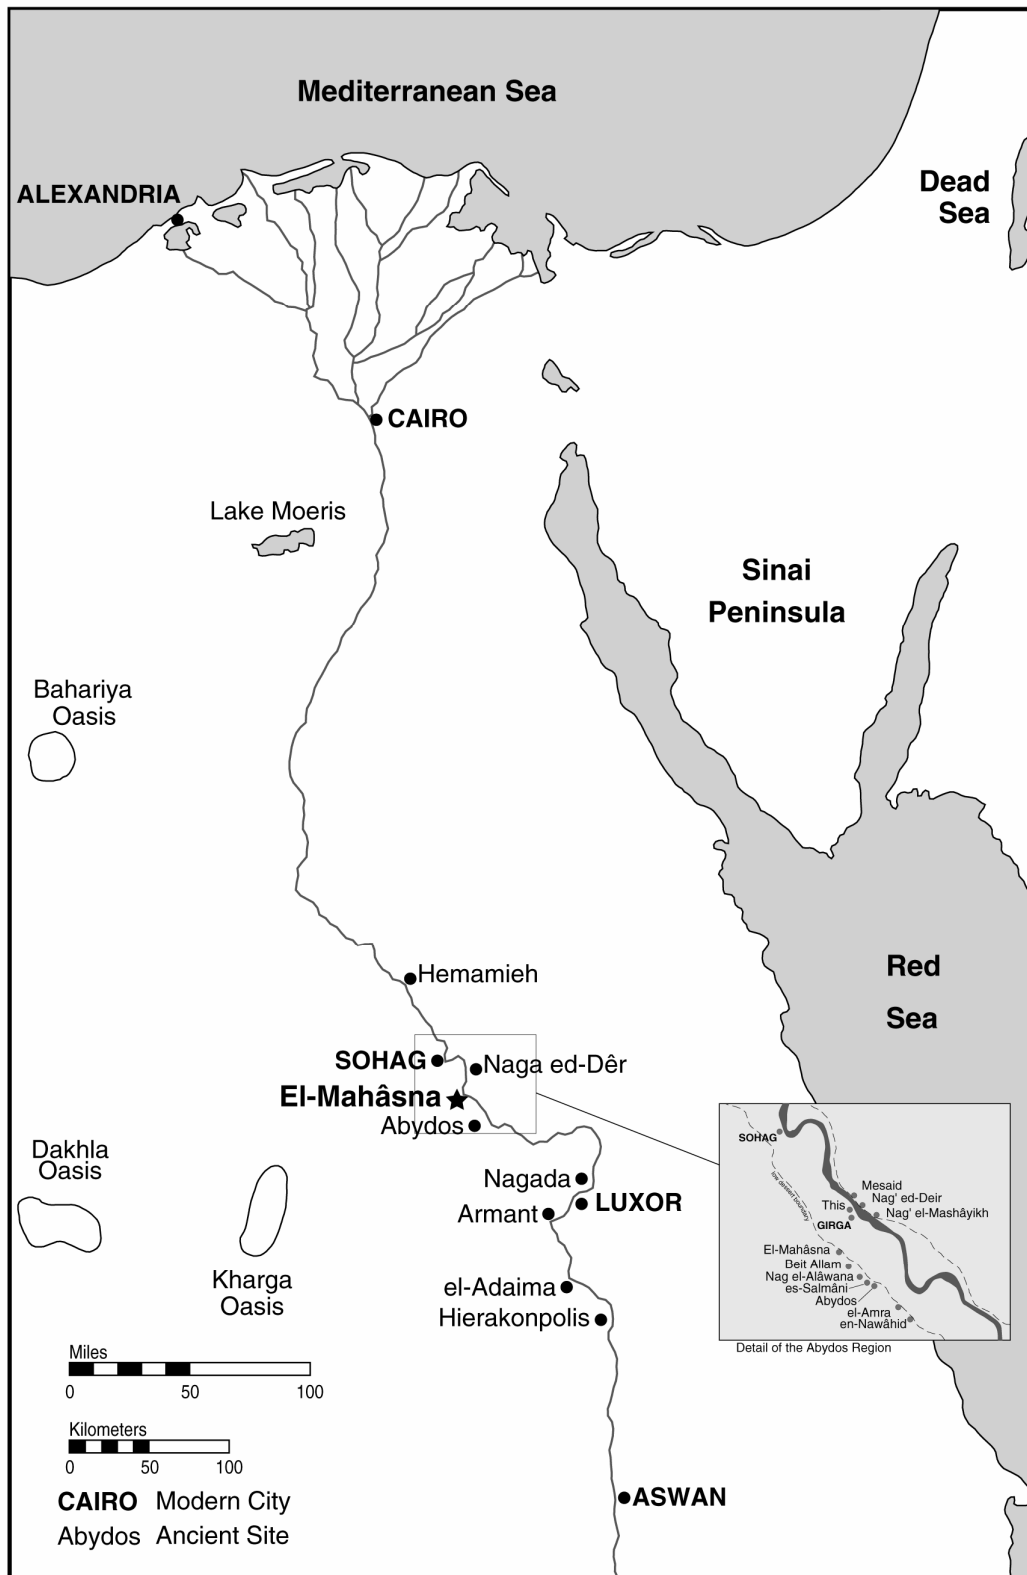 Mediterranean Sea
ALEXANDRIA
Dead
Sea
CAIRO
Lake Moeris
Sinai
Peninsula
Bahariya
Oasis
Hemamieh
Red
Sea
SOHAG
Naga ed-Dêr
El-Mahâsna
Abydos
Dakhla
Oasis
Nagada
LUXOR
Armant
Kharga
Oasis
el-Adaima
Hierakonpolis
SOHAG
low dessert boundary
Mesaid
Nag' ed-Deir
This
Nag' el-Mashâyikh
GIRGA
El-Mahâsna
Beit Allam
Nag el-Alâwana
es-Salmâni
Abydos
el-Amra
en-Nawâhid
Detail of the Abydos Region
Miles
0 50 100
Kilometers
0 50 100
CAIRO Modern City
Abydos Ancient Site
ASWAN